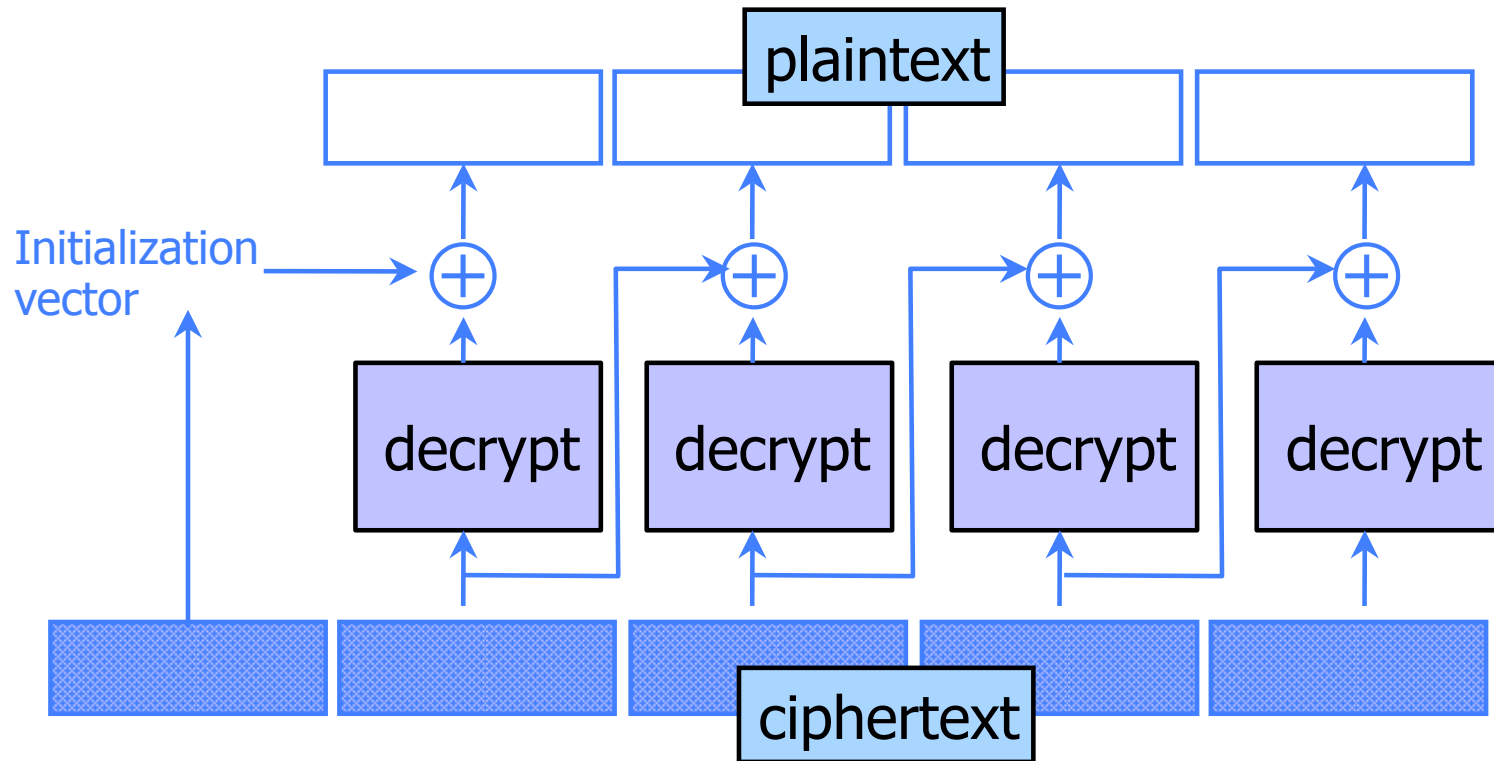 plaintext
Initialization
vector
decrypt decrypt decrypt decrypt
ciphertext